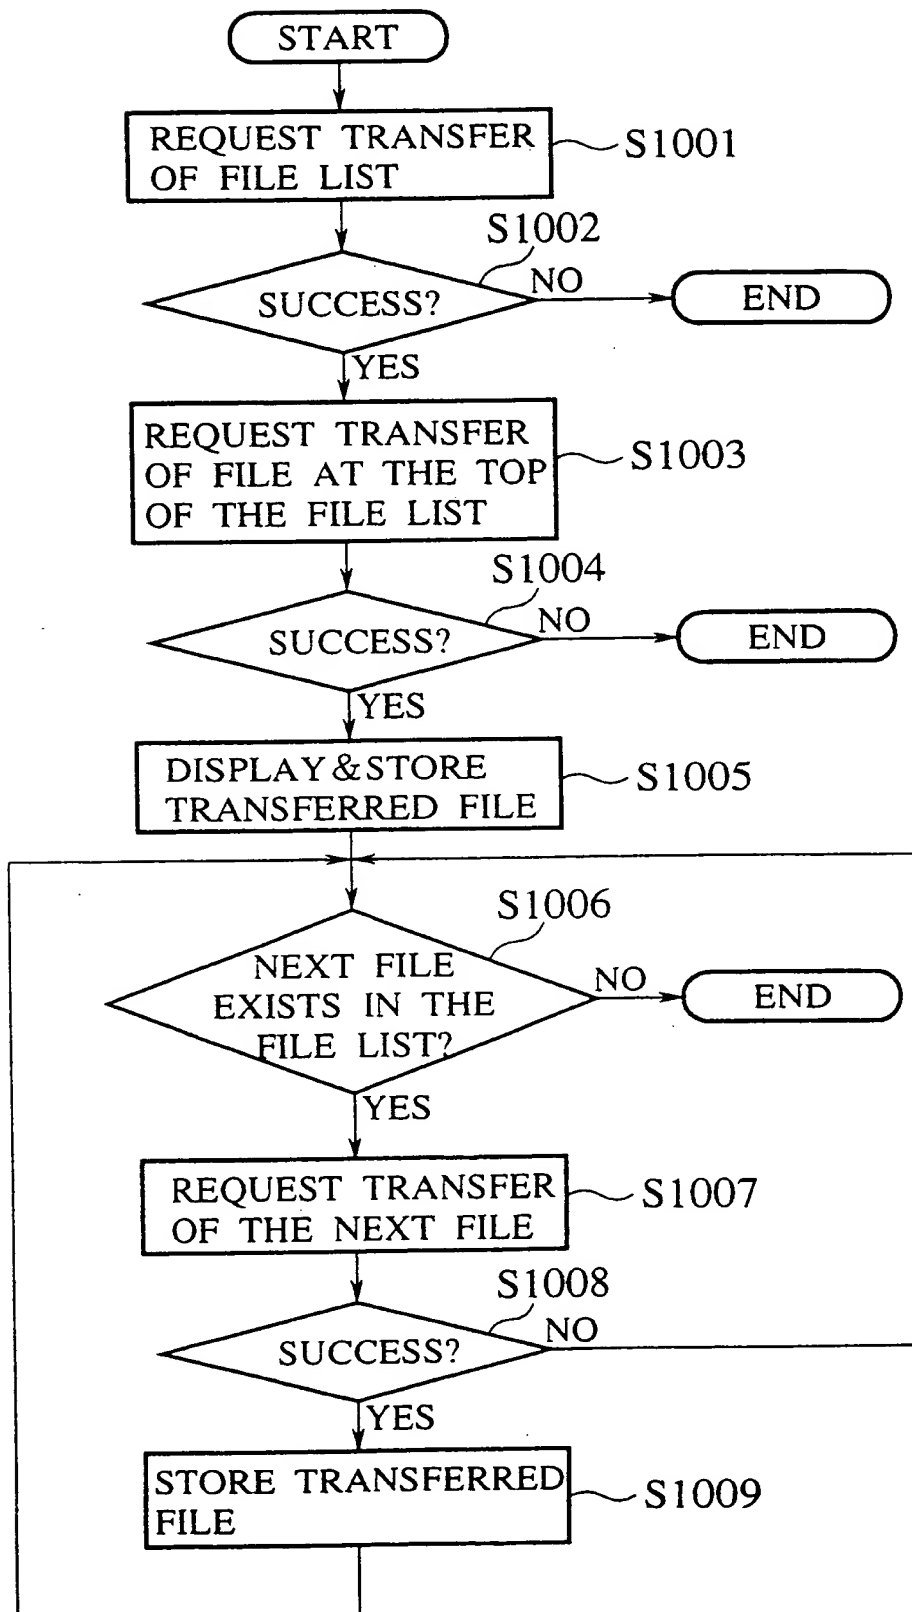 START
REQUEST TRANSFER
OF FILE LIST
S1001
S1002
SUCCESS?
NO
END
YES
REQUEST TRANSFER
OF FILE AT THE TOP
OF THE FILE LIST
S1003
S1004
SUCCESS?
NO
END
YES
DISPLAY&STORE
TRANSFERRED FILE
S1005
S1006
NEXT FILE
EXISTS IN THE
FILE LIST?
NO
END
YES
REQUEST TRANSFER
OF THE NEXT FILE
S1007
S1008
SUCCESS?
NO
YES
STORE TRANSFERRED
FILE
S1009